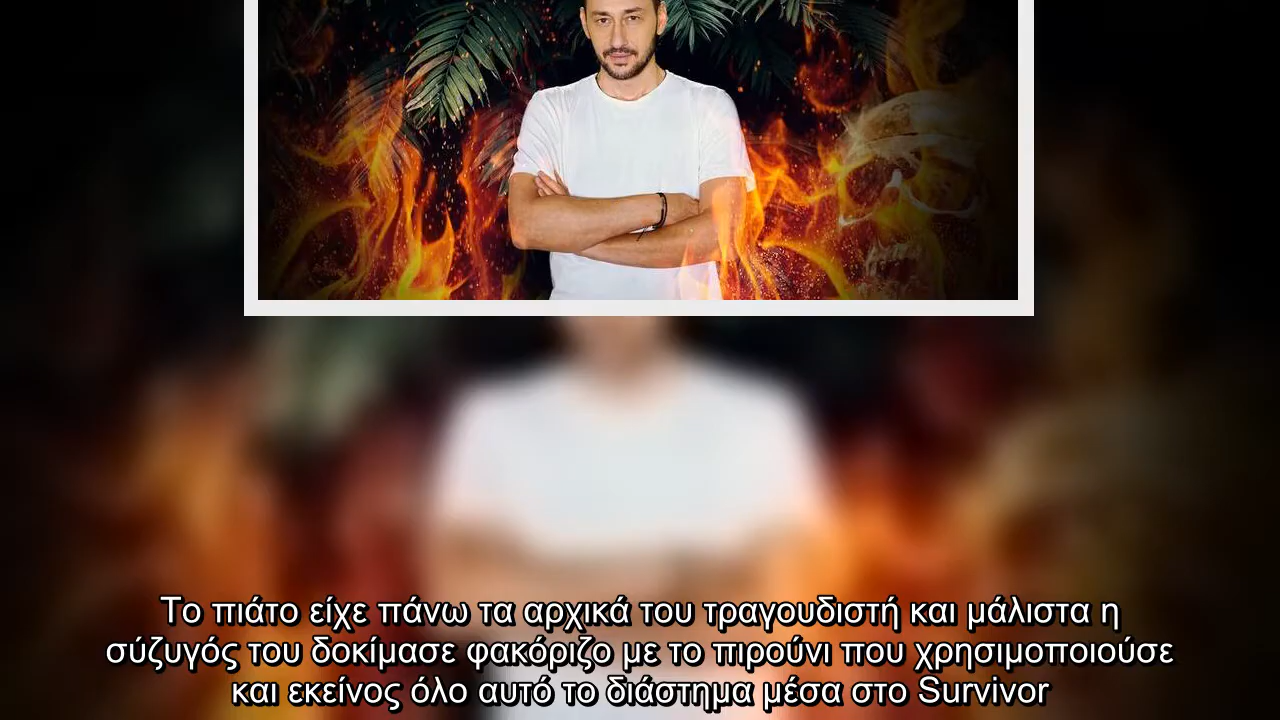 Το πιάτο είχε πάνω τα αρχικά του τραγουδιστή και μάλιστα η
σύζυγός του δοκίμασε φακόριζο με το πιρούνι που χρησιμοποιούσε
και εκείνος όλο αυτό το διάστημα μέσα στο Survivor